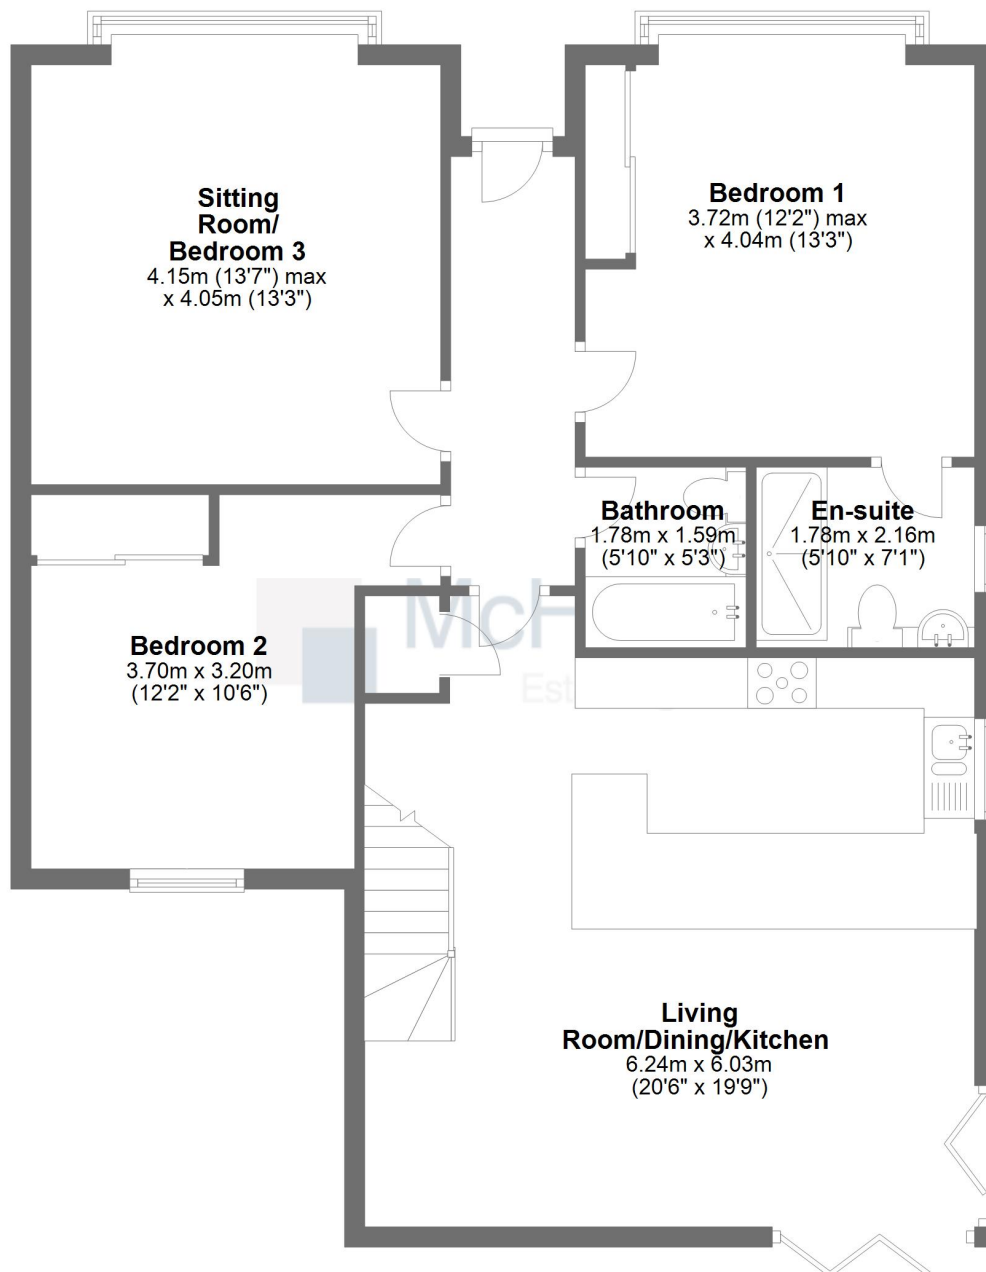 Sitting
Room/
Bedroom 3
4.15m (13'7") max
x 4.05m (13'3")
Bedroom 1
3.72m (12'2") max
x 4.04m (13'3")
Bathroom
1.78m x 1.59m
(5'10" x 5'3")
En-suite
1.78m x 2.16m
(5'10" x 7'1")
Bedroom 2
3.70m x 3.20m
(12'2" x 10'6")
Living
Room/Dining/Kitchen
6.24m x 6.03m
(20'6" x 19'9")